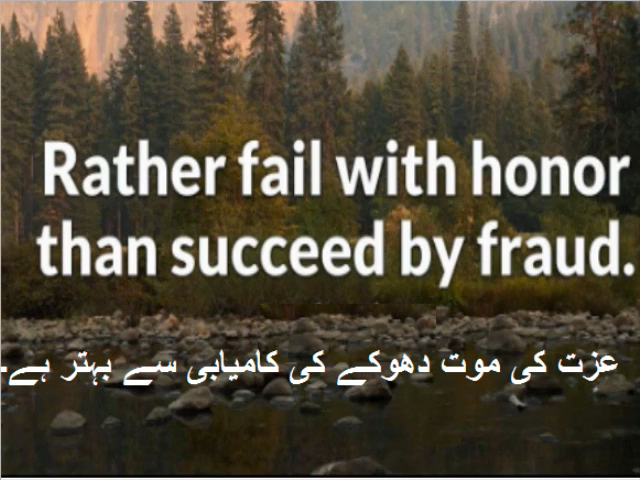 Rather fail with honor
than succeed by fraud.
عزت کی موت دھوکے کی کامیابی سے بہتر ہے۔